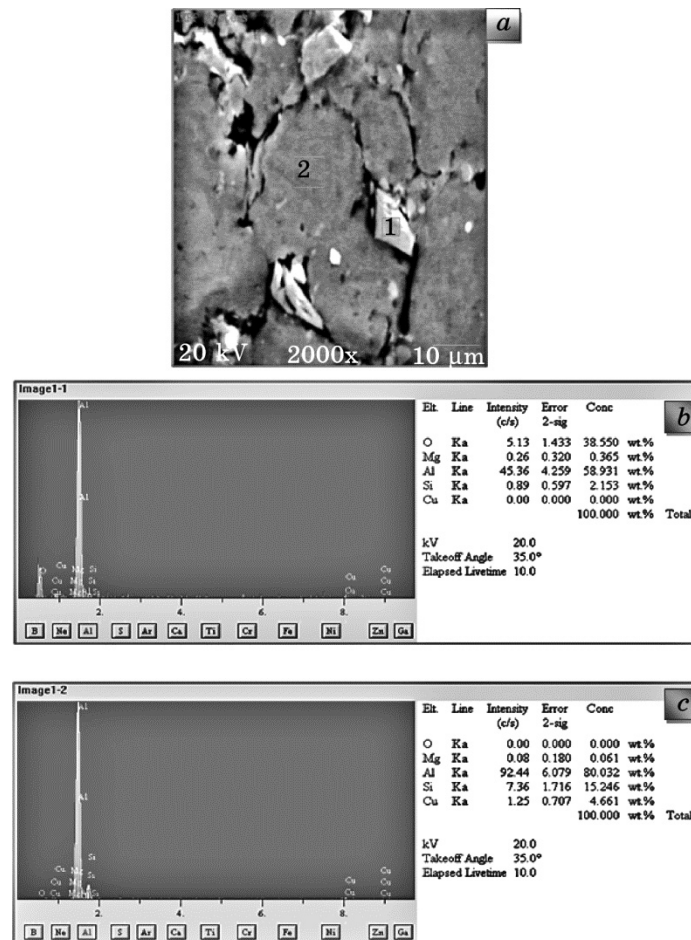 a
2
1
20 kV 2000x 10 µm
Image1-1
b
Elt. Line Intensity Error Conc
(c/s) 2-sig
O Ka 5.13 1.433 38.550 wt.%
Mg Ka 0.26 0.320 0.365 wt.%
Al Ka 45.36 4.259 58.931 wt.%
Si Ka 0.89 0.597 2.153 wt.%
Cu Ka 0.00 0.000 0.000 wt.%
100.000 wt.% Total
kV 20.0
Takeoff Angle 35.0°
Elapsed Livetime 10.0
Al
Al
O Cu Mg Si Cu Cu
Cu Mg Si Cu Cu
2. 4. 6. 8.
B Ne Al S Ar Ca Ti Cr Fe Ni Zn Ga
Image1-2
c
Elt. Line Intensity Error Conc
(c/s) 2-sig
O Ka 0.00 0.000 0.000 wt.%
Mg Ka 0.08 0.180 0.061 wt.%
Al Ka 92.44 6.079 80.032 wt.%
Si Ka 7.36 1.716 15.246 wt.%
Cu Ka 1.25 0.707 4.661 wt.%
100.000 wt.% Total
kV 20.0
Takeoff Angle 35.0°
Elapsed Livetime 10.0
Al
Al
Si
Cu Mg Si Cu Cu
O Cu Mg Si Cu Cu
2. 4. 6. 8.
B Ne Al S Ar Ca Ti Cr Fe Ni Zn Ga